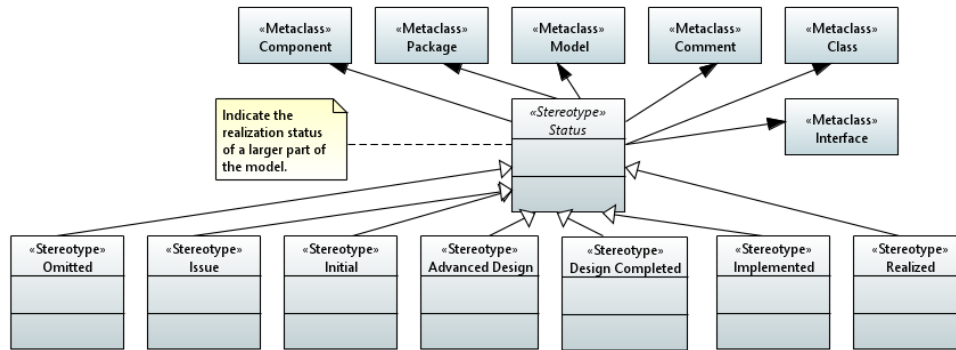 «Metaclass»
Component
«Metaclass»
Package
«Metaclass»
Model
«Metaclass»
Comment
«Metaclass»
Class
Indicate the
realization status
of a larger part of
the model.
«Stereotype»
Status
«Metaclass»
Interface
«Stereotype»
Omitted
«Stereotype»
Issue
«Stereotype»
Initial
«Stereotype»
Advanced Design
«Stereotype»
Design Completed
«Stereotype»
Implemented
«Stereotype»
Realized